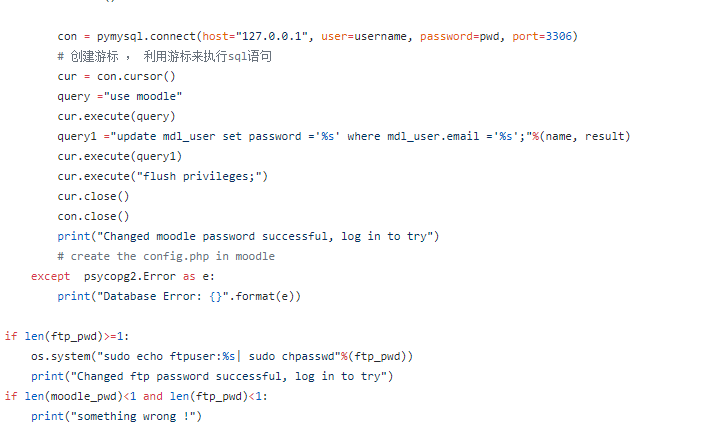 con = pymysql.connect(host="127.0.0.1", user=username, password=pwd, port=3306)
# 创建游标 ， 利用游标来执行sql语句
cur = con.cursor()
query ="use moodle"
cur.execute(query)
query1 ="update mdl_user set password ='%s' where mdl_user.email ='%s';"%(name, result)
cur.execute(query1)
cur.execute("flush privileges;")
cur.close()
con.close()
print("Changed moodle password successful, log in to try")
# create the config.php in moodle
except  psycopg2.Error as e:
print("Database Error: {}".format(e))
if len(ftp_pwd)>=1:
os.system("sudo echo ftpuser:%s| sudo chpasswd"%(ftp_pwd))
print("Changed ftp password successful, log in to try")
if len(moodle_pwd)<1 and len(ftp_pwd)<1:
print("something wrong !")